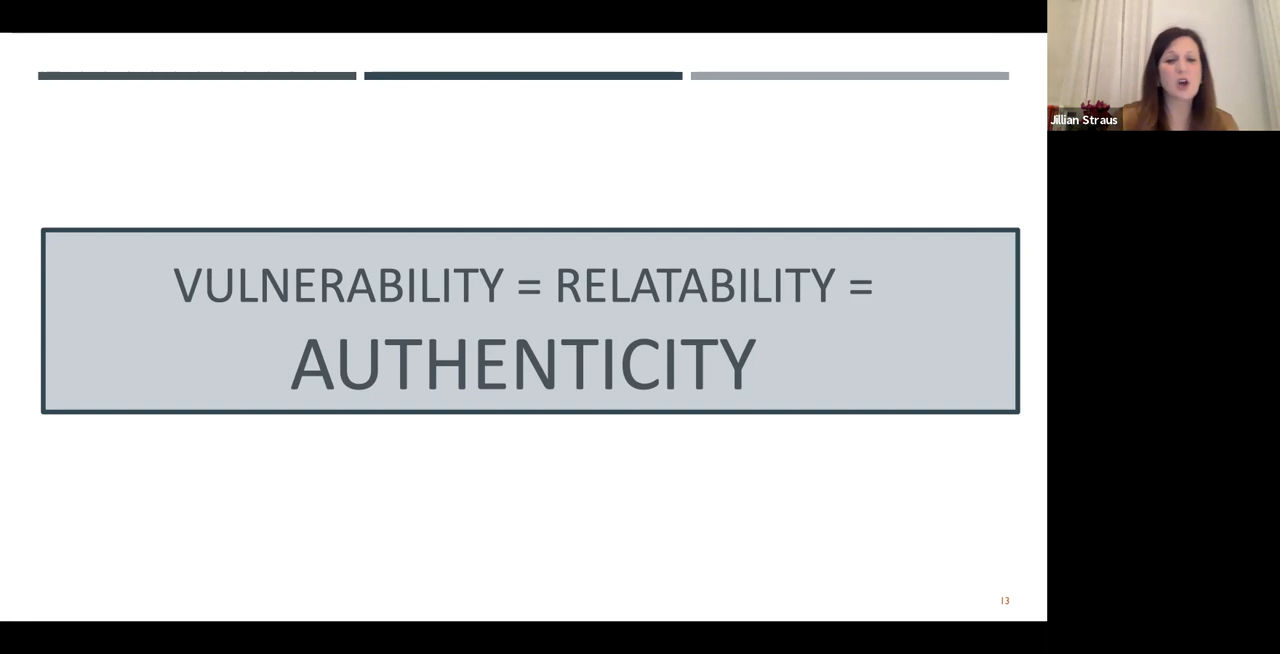 Jillian Straus
VULNERABILITY = RELATABILITY =
AUTHENTICITY
13